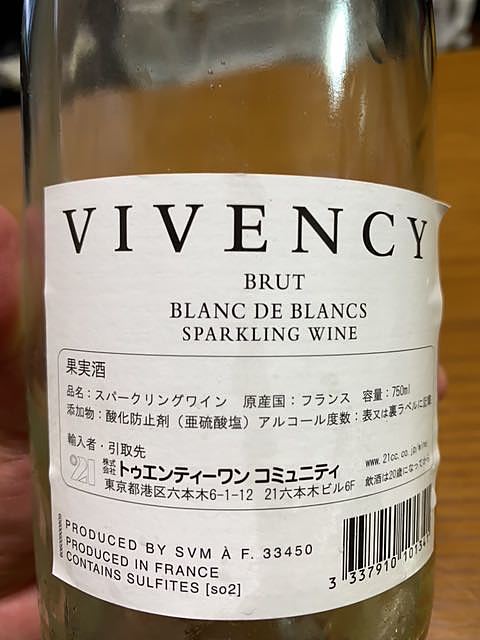 VIVENCY
BRUT
BLANC DE BLANCS
SPARKLING WINE
果実酒
品名：スパークリングワイン 原産国：フランス 容量：750ml
添加物：酸化防止剤（亜硫酸塩）アルコール度数：表又は裏ラベルに記載
輸入者・引取先
21 株式会社 トゥエンティーワン コミュニティ www.21cc.co.jp/wine
東京都港区六本木6-1-12 21六本木ビル6F 飲酒は20歳になってから
PRODUCED BY SVM À F. 33450
PRODUCED IN FRANCE
CONTAINS SULFITES [so2]
3 337910 10134